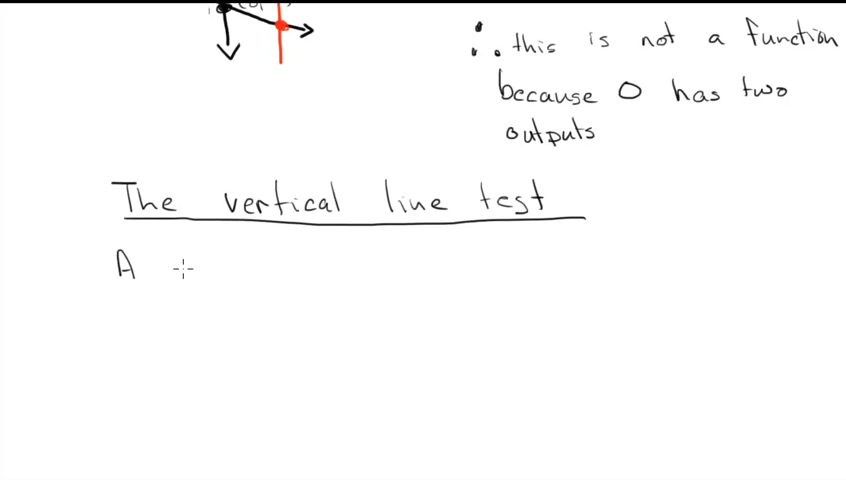 ∴ this is not a function
because 0 has two
outputs
The vertical line test
A